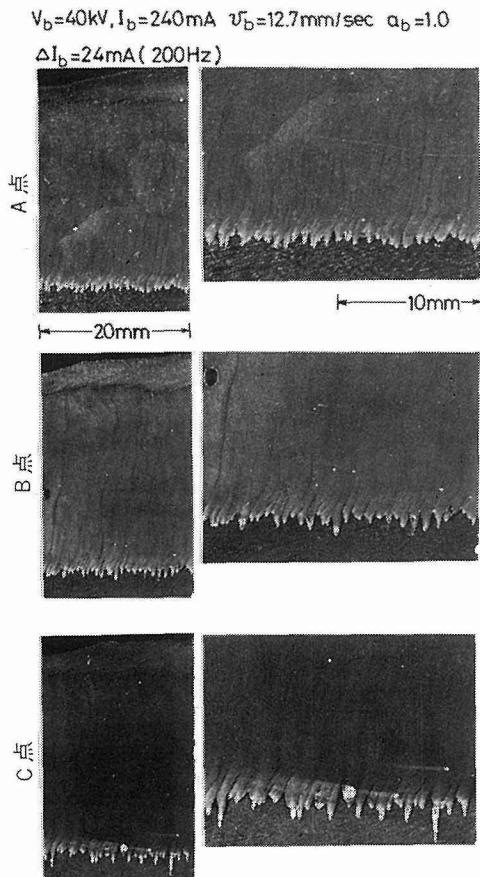 V_b=40kV, I_b=240mA v_b=12.7mm/sec a_b=1.0
ΔI_b=24mA(200Hz)
A点
20mm
10mm
B点
C点